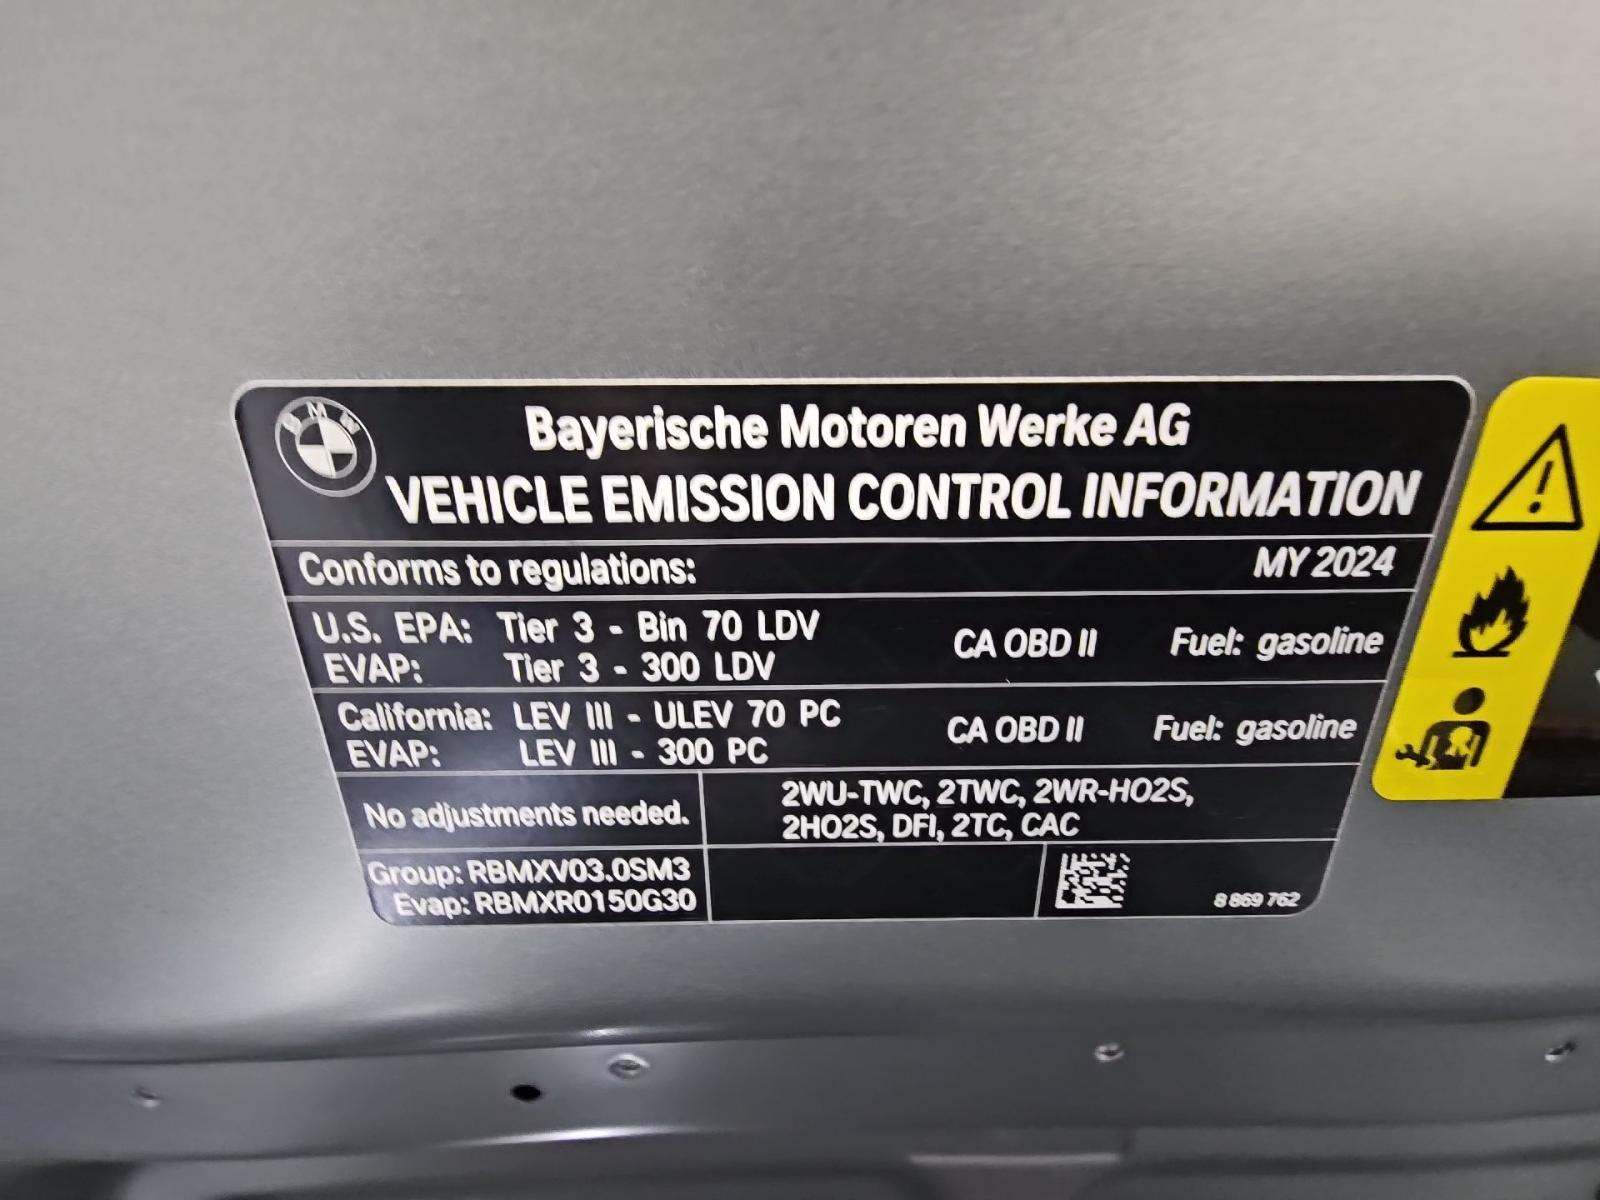 BMW
Bayerische Motoren Werke AG
VEHICLE EMISSION CONTROL INFORMATION
Conforms to regulations: MY 2024
U.S. EPA: Tier 3 - Bin 70 LDV CA OBD II Fuel: gasoline
EVAP: Tier 3 - 300 LDV
California: LEV III - ULEV 70 PC CA OBD II Fuel: gasoline
EVAP: LEV III - 300 PC
No adjustments needed. 2WU-TWC, 2TWC, 2WR-HO2S,
2HO2S, DFI, 2TC, CAC
Group: RBMXV03.0SM3
Evap: RBMXR0150G30 8 869 762